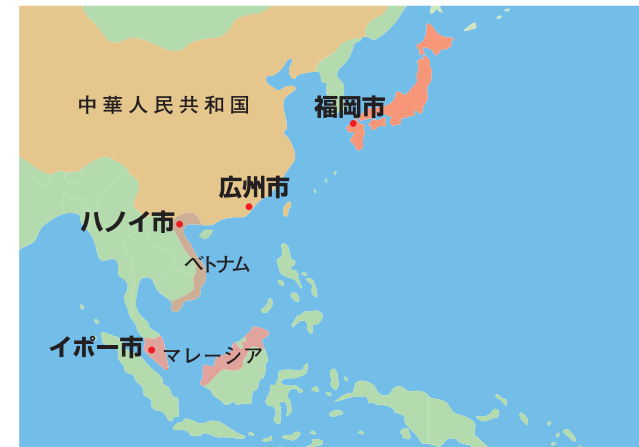 中華人民共和国
福岡市
広州市
ハノイ市
ベトナム
イポー市
マレーシア